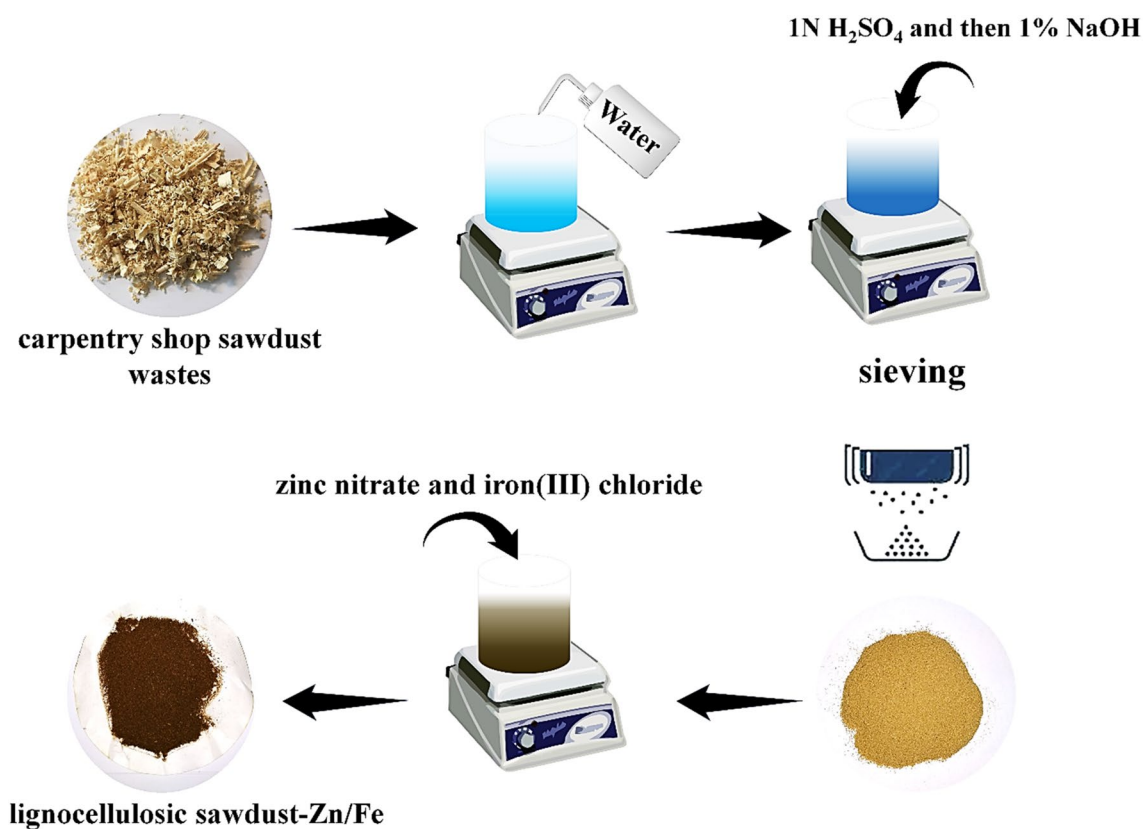 1N H₂SO₄ and then 1% NaOH
Water
carpentry shop sawdust
wastes
sieving
zinc nitrate and iron(III) chloride
lignocellulosic sawdust-Zn/Fe